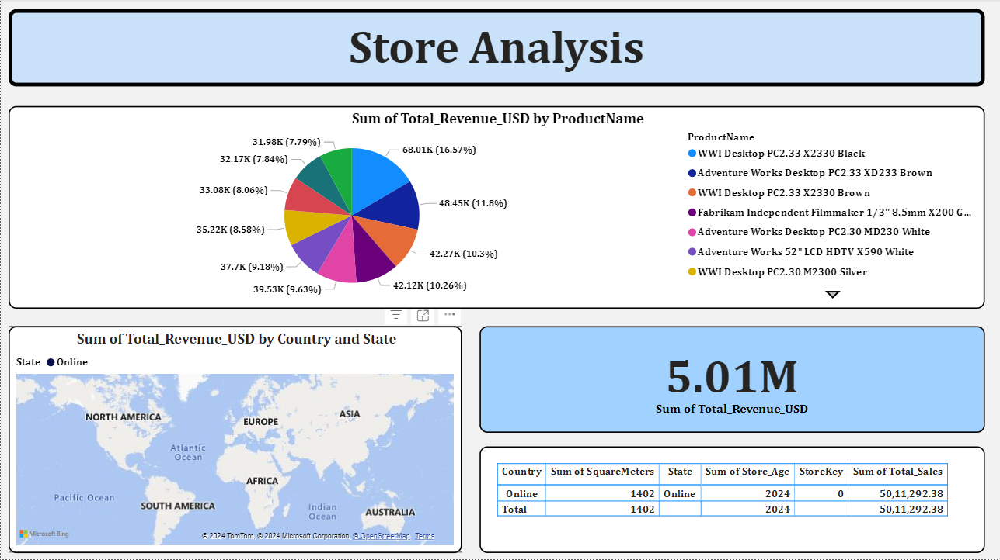 Store Analysis
Sum of Total_Revenue_USD by ProductName
31.98K (7.79%)
68.01K (16.57%)
32.17K (7.84%)
33.08K (8.06%)
48.45K (11.8%)
35.22K (8.58%)
42.27K (10.3%)
37.7K (9.18%)
39.53K (9.63%)
42.12K (10.26%)
ProductName
WWI Desktop PC2.33 X2330 Black
Adventure Works Desktop PC2.33 XD233 Brown
WWI Desktop PC2.33 X2330 Brown
Fabrikam Independent Filmmaker 1/3'' 8.5mm X200 G...
Adventure Works Desktop PC2.30 MD230 White
Adventure Works 52" LCD HDTV X590 White
WWI Desktop PC2.30 M2300 Silver
Sum of Total_Revenue_USD by Country and State
State Online
NORTH AMERICA
EUROPE
ASIA
Atlantic
Ocean
AFRICA
Pacific Ocean
SOUTH AMERICA
Indian
Ocean
AUSTRALIA
Microsoft Bing
© 2024 TomTom, © 2024 Microsoft Corporation, © OpenStreetMap Terms
5.01M
Sum of Total_Revenue_USD
Country Sum of SquareMeters State Sum of Store_Age StoreKey Sum of Total_Sales
Online 1402 Online 2024 0 50,11,292.38
Total 1402 2024 50,11,292.38